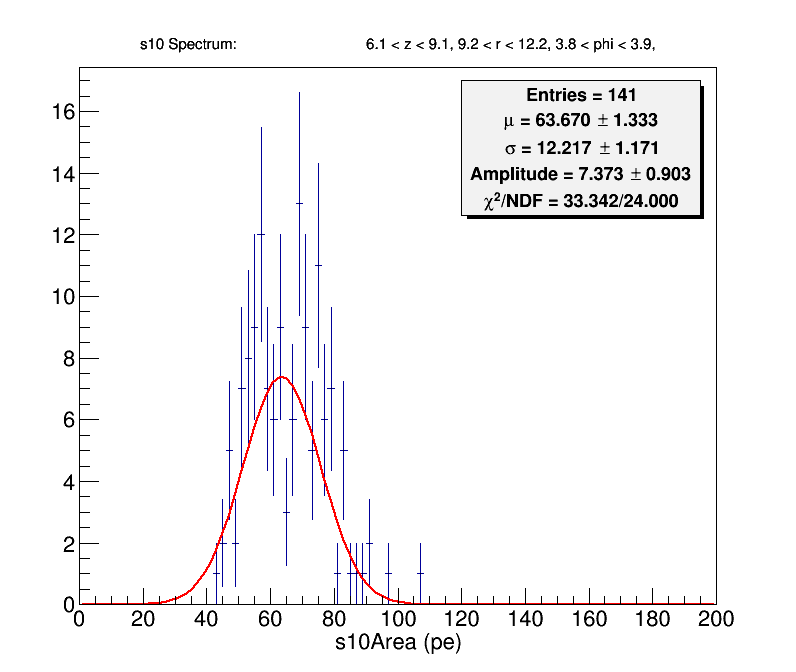 s10 Spectrum: 6.1 < z < 9.1, 9.2 < r < 12.2, 3.8 < phi < 3.9,
Entries = 141
μ = 63.670 ± 1.333
σ = 12.217 ± 1.171
Amplitude = 7.373 ± 0.903
χ²/NDF = 33.342/24.000
16
14
12
10
8
6
4
2
0
0 20 40 60 80 100 120 140 160 180 200
s10Area (pe)